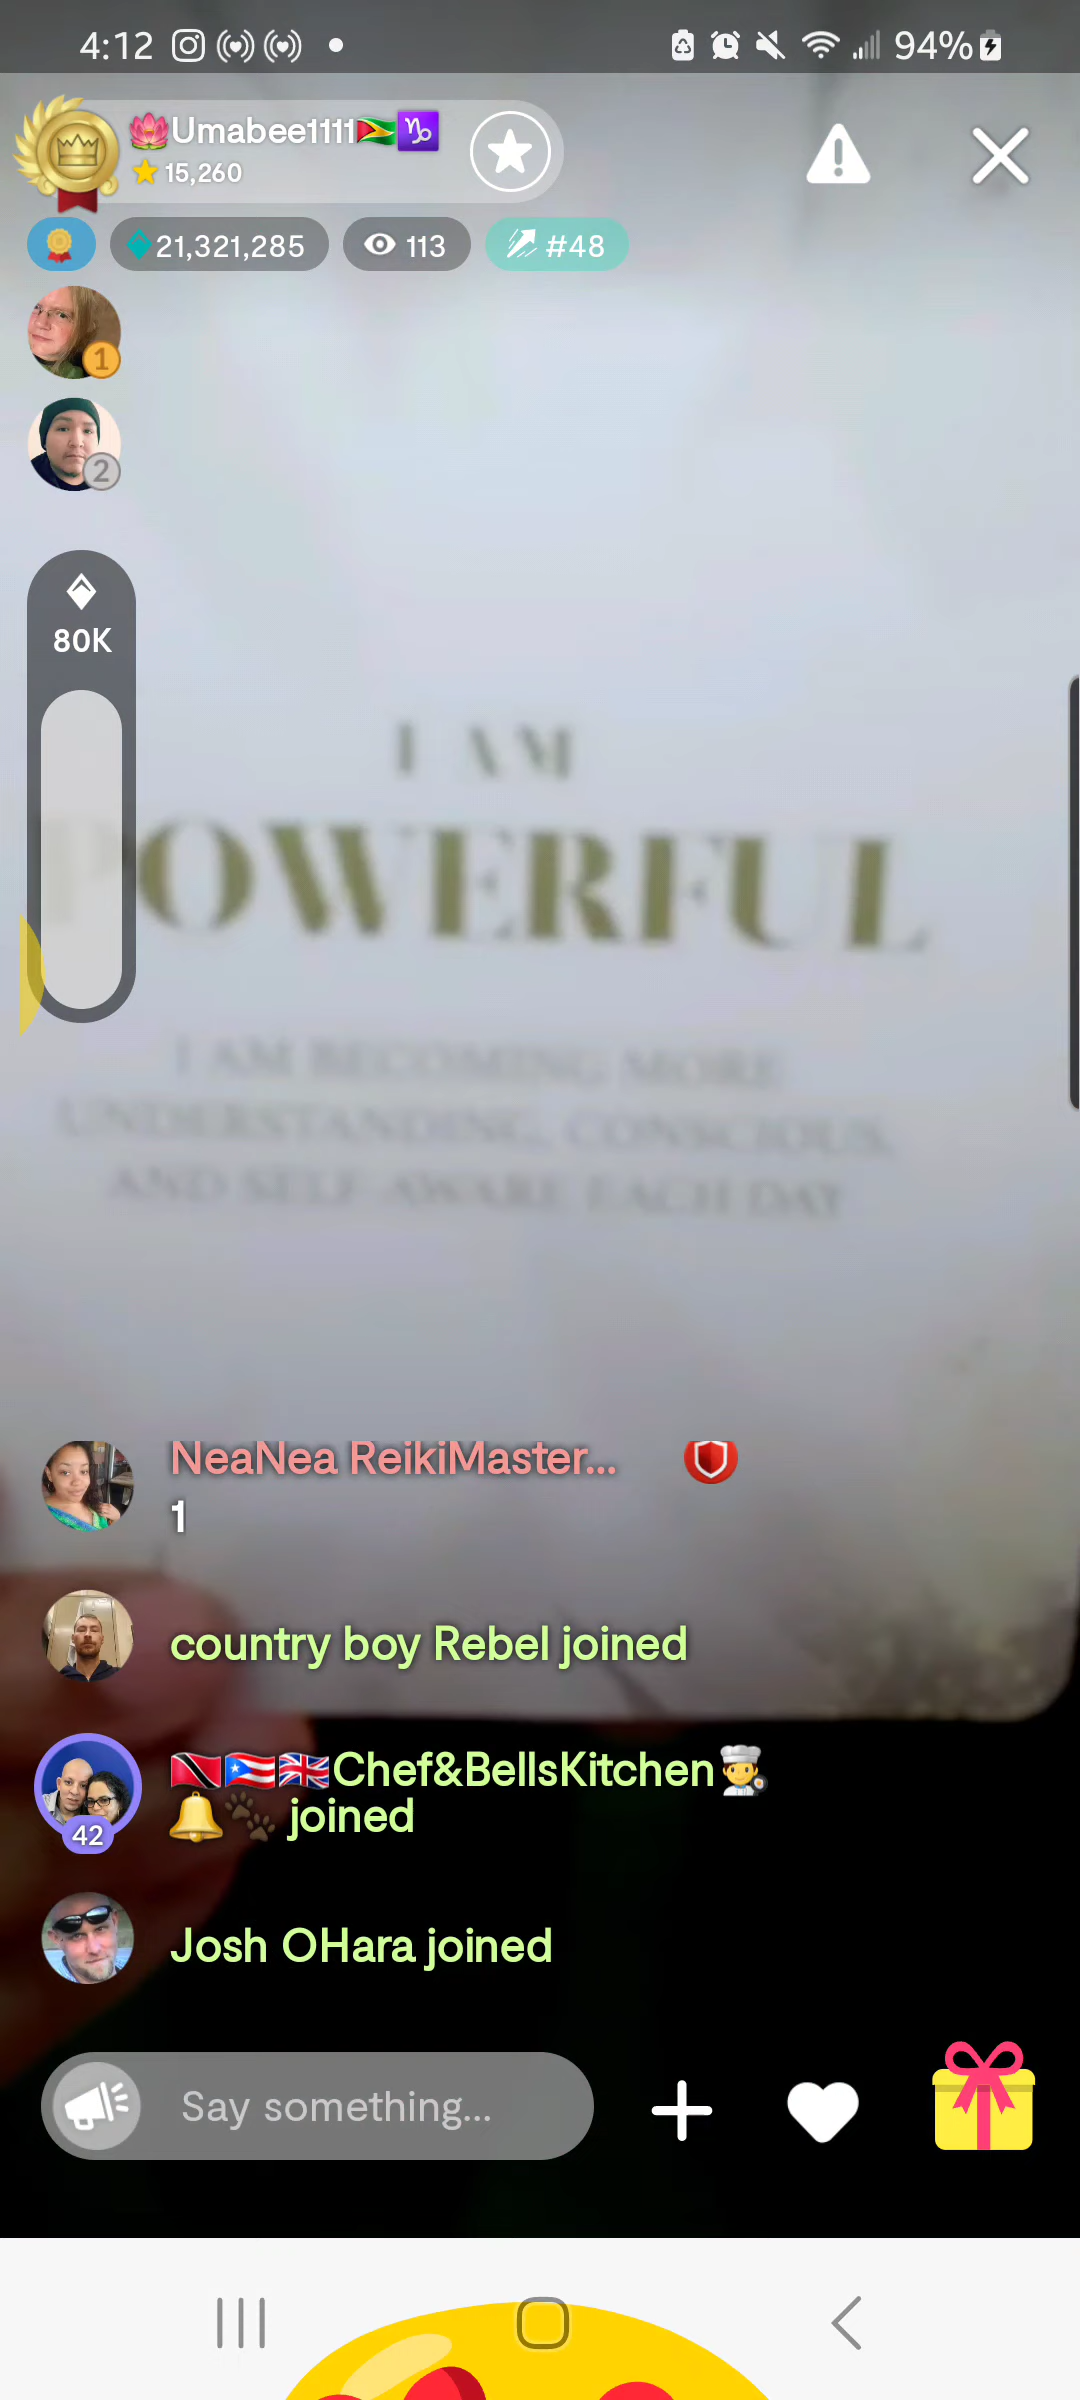 4:12 94%
🪷Umabee1111🇬🇾♑
15,260
21,321,285 113 #48
1
2
80K
I AM
POWERFUL
I AM BECOMING MORE
UNDERSTANDING, CONSCIOUS,
AND SELF AWARE EACH DAY
NeaNea ReikiMaster...
1
country boy Rebel joined
🇹🇹🇵🇷🇬🇧Chef&BellsKitchen🧑‍🍳
🔔🐾 joined
42
Josh OHara joined
Say something...